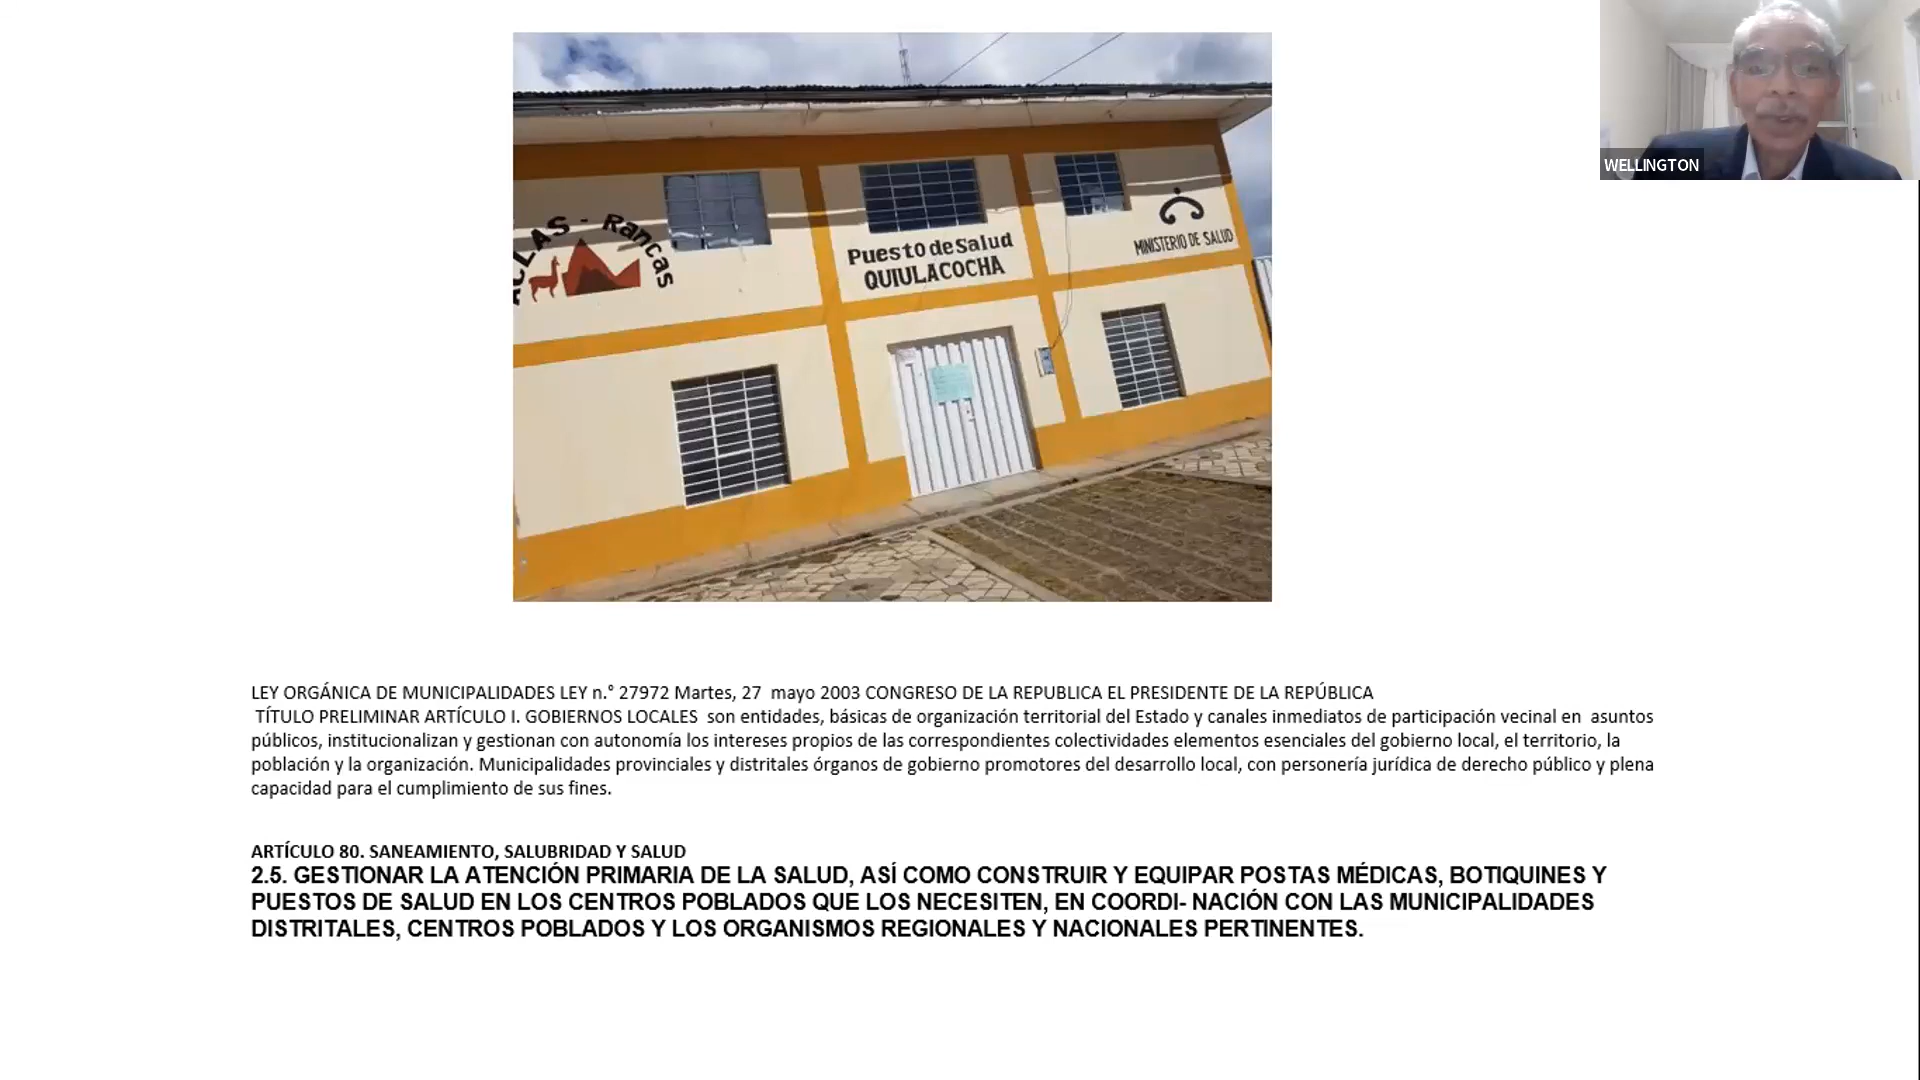 WELLINGTON
ACLAS - Rancas
Puesto de Salud
QUIULACOCHA
MINISTERIO DE SALUD
LEY ORGÁNICA DE MUNICIPALIDADES LEY n.° 27972 Martes, 27 mayo 2003 CONGRESO DE LA REPUBLICA EL PRESIDENTE DE LA REPÚBLICA
TÍTULO PRELIMINAR ARTÍCULO I. GOBIERNOS LOCALES son entidades, básicas de organización territorial del Estado y canales inmediatos de participación vecinal en asuntos
públicos, institucionalizan y gestionan con autonomía los intereses propios de las correspondientes colectividades elementos esenciales del gobierno local, el territorio, la
población y la organización. Municipalidades provinciales y distritales órganos de gobierno promotores del desarrollo local, con personería jurídica de derecho público y plena
capacidad para el cumplimiento de sus fines.
ARTÍCULO 80. SANEAMIENTO, SALUBRIDAD Y SALUD
2.5. GESTIONAR LA ATENCIÓN PRIMARIA DE LA SALUD, ASÍ COMO CONSTRUIR Y EQUIPAR POSTAS MÉDICAS, BOTIQUINES Y
PUESTOS DE SALUD EN LOS CENTROS POBLADOS QUE LOS NECESITEN, EN COORDI- NACIÓN CON LAS MUNICIPALIDADES
DISTRITALES, CENTROS POBLADOS Y LOS ORGANISMOS REGIONALES Y NACIONALES PERTINENTES.